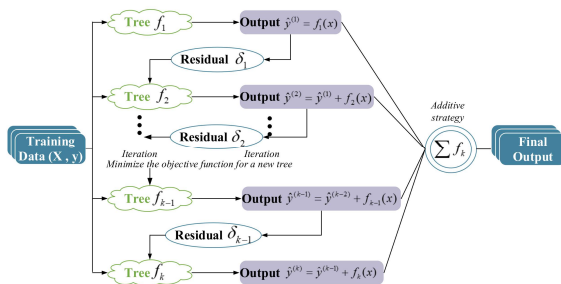 Tree f₁
Output ŷ⁽¹⁾ = f₁(x)
Residual δ₁
Tree f₂
Output ŷ⁽²⁾ = ŷ⁽¹⁾ + f₂(x)
Residual δ₂
Additive
strategy
Training
Data (X , y)
∑ fₖ
Final
Output
Iteration
Iteration
Minimize the objective function for a new tree
Tree fₖ₋₁
Output ŷ⁽ᵏ⁻¹⁾ = ŷ⁽ᵏ⁻²⁾ + fₖ₋₁(x)
Residual δₖ₋₁
Tree fₖ
Output ŷ⁽ᵏ⁾ = ŷ⁽ᵏ⁻¹⁾ + fₖ(x)